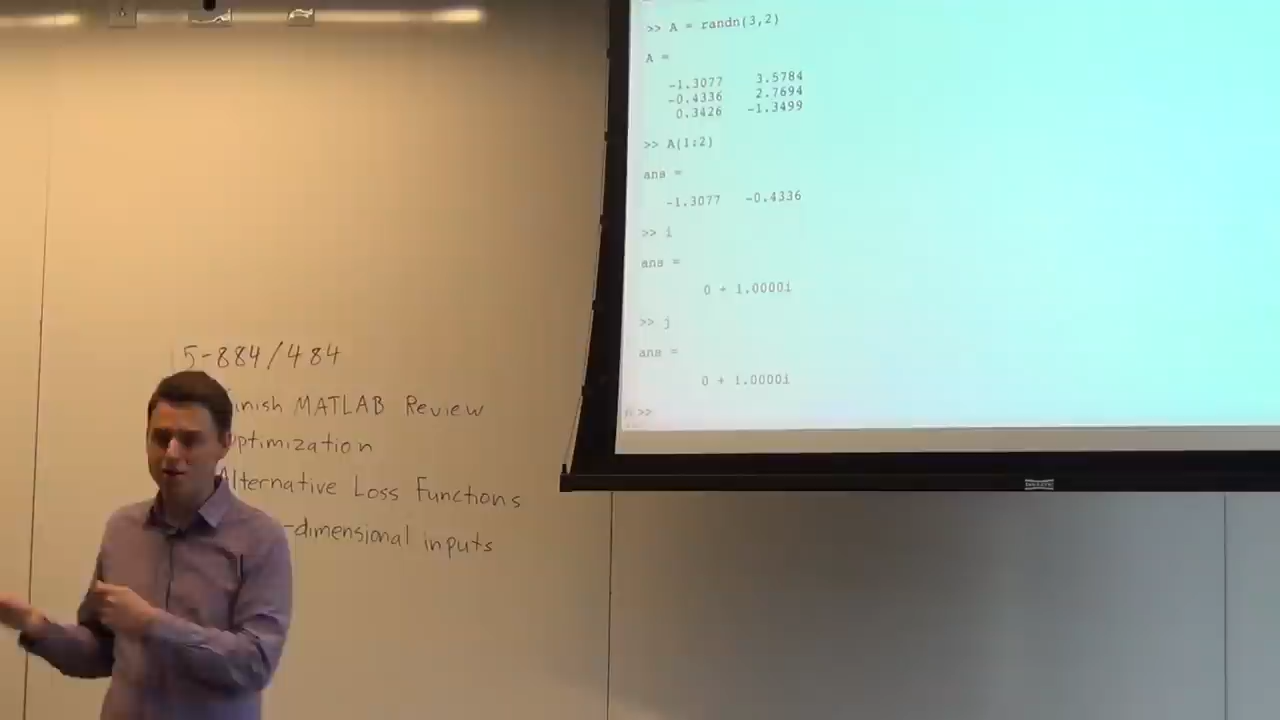 >> A = randn(3,2)
A =
-1.3077 3.5784
-0.4336 2.7694
0.3426 -1.3499
>> A(1:2)
ans =
-1.3077 -0.4336
>> i
ans =
0 + 1.0000i
>> j
ans =
0 + 1.0000i
>>
5-884/484
inish MATLAB Review
ptimization
Alternative Loss Functions
-dimensional inputs